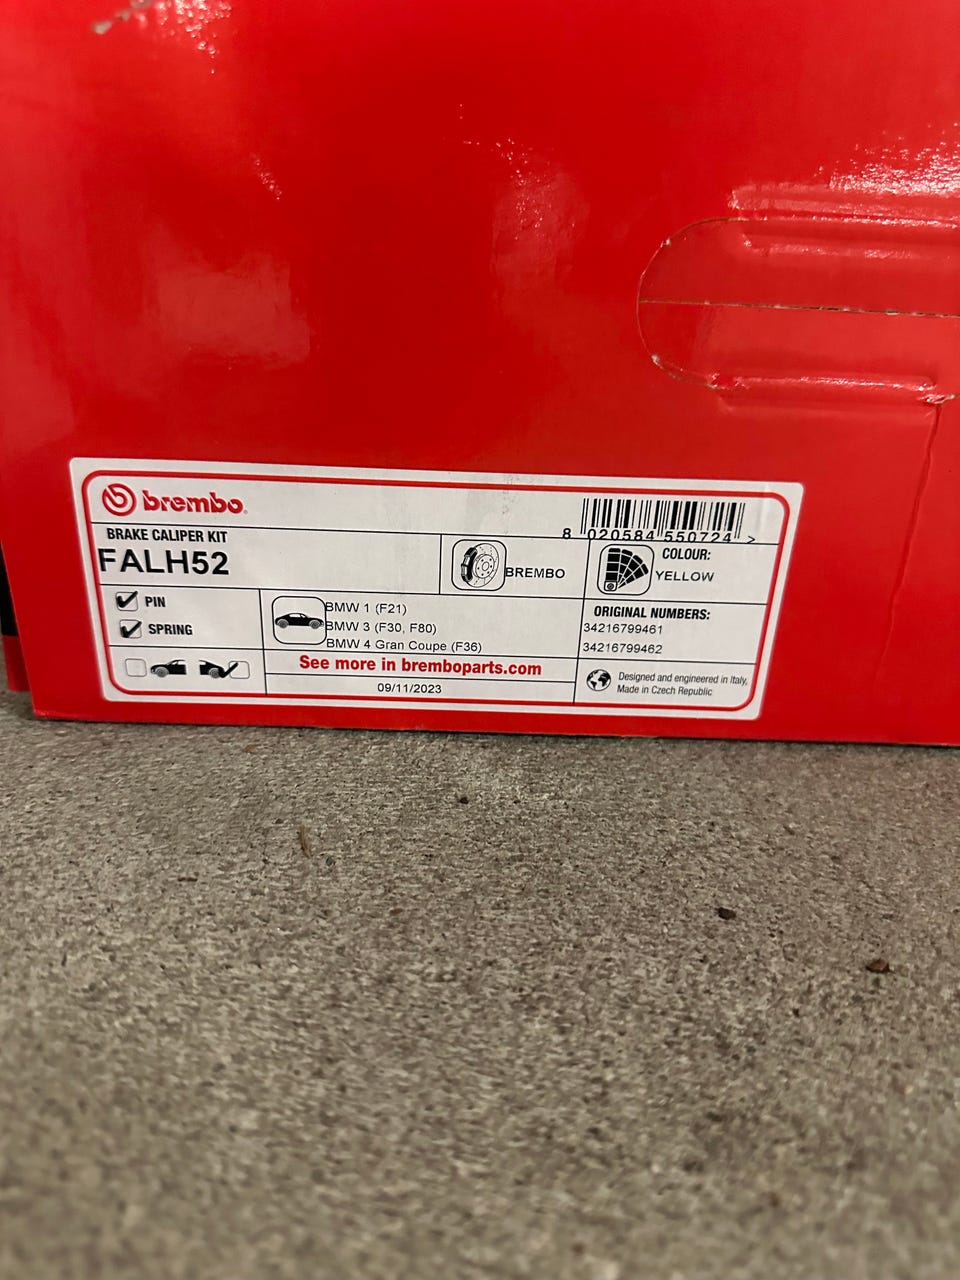 brembo
BRAKE CALIPER KIT
FALH52
BREMBO
8 020584 550724 >
COLOUR:
YELLOW
PIN
SPRING
BMW 1 (F21)
BMW 3 (F30, F80)
BMW 4 Gran Coupe (F36)
See more in bremboparts.com
09/11/2023
ORIGINAL NUMBERS:
34216799461
34216799462
Designed and engineered in Italy,
Made in Czech Republic